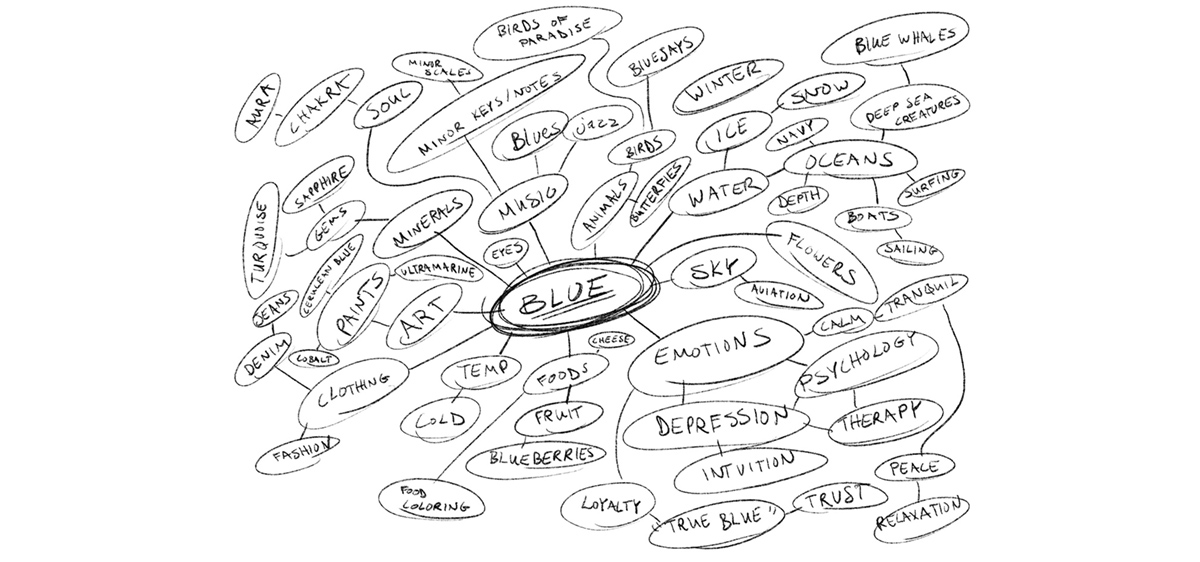 BIRDS OF
PARADISE
BLUEJAYS
BLUE WHALES
MINOR
SCALES
WINTER
SNOW
AURA
CHAKRA
SOUL
MINOR KEYS/NOTES
BLUES
JAZZ
BIRDS
ICE
NAVY
DEEP SEA
CREATURES
OCEANS
SAPPHIRE
GEMS
MINERALS
MUSIC
ANIMALS
BUTTERFIES
WATER
DEPTH
SURFING
BOATS
SAILING
TURQUOISE
CERULEAN BLUE
ULTRAMARINE
EYES
SKY
FLOWERS
AVIATION
JEANS
PAINTS
ART
BLUE
TRANQUIL
CALM
DENIM
COBALT
CLOTHING
TEMP
CHEESE
FOODS
EMOTIONS
PSYCHOLOGY
COLD
FRUIT
DEPRESSION
THERAPY
FASHION
BLUEBERRIES
INTUITION
PEACE
FOOD
COLORING
LOYALTY
"TRUE BLUE"
TRUST
RELAXATION